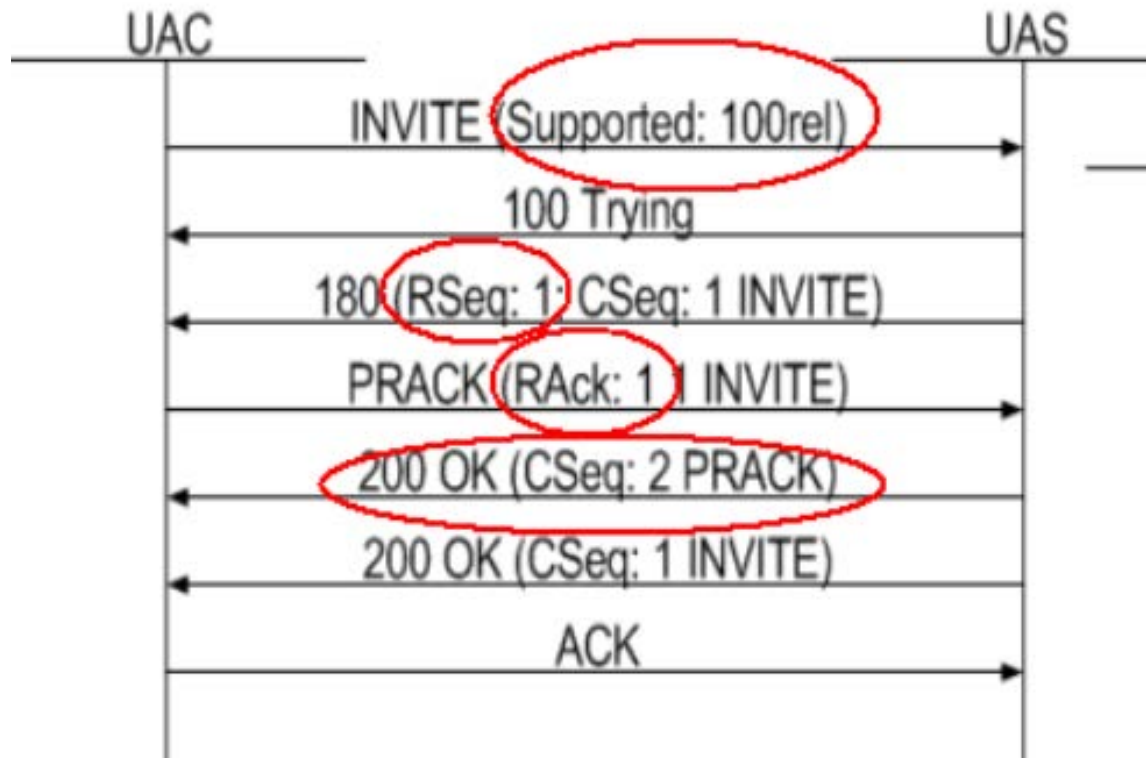 UAC UAS
INVITE (Supported: 100rel)
100 Trying
180 (RSeq: 1; CSeq: 1 INVITE)
PRACK (RAck: 1 1 INVITE)
200 OK (CSeq: 2 PRACK)
200 OK (CSeq: 1 INVITE)
ACK